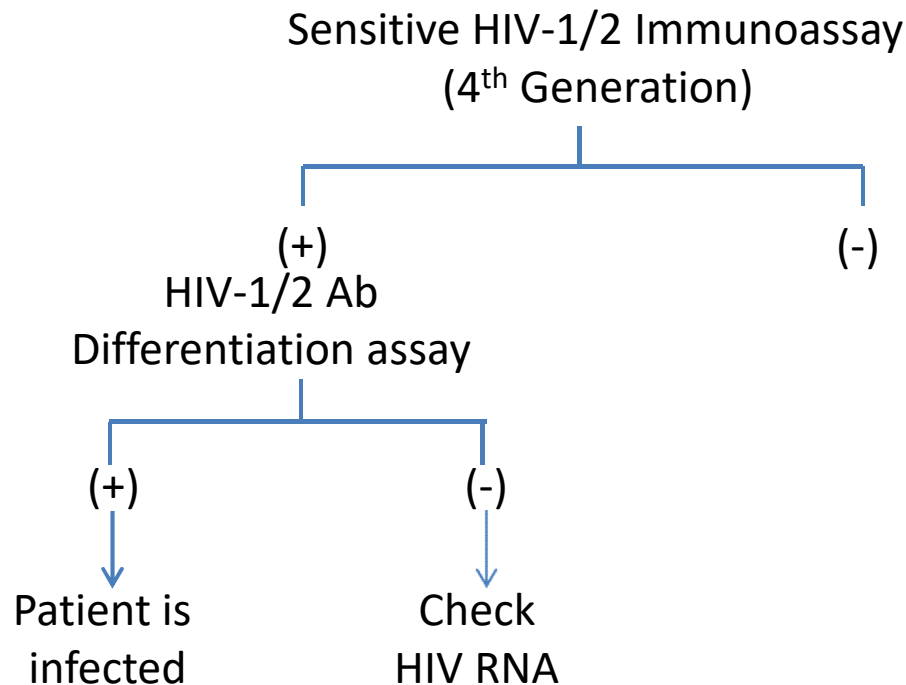 Sensitive HIV-1/2 Immunoassay
(4th Generation)
(+)
(-)
HIV-1/2 Ab
Differentiation assay
(+)
(-)
Patient is
infected
Check
HIV RNA